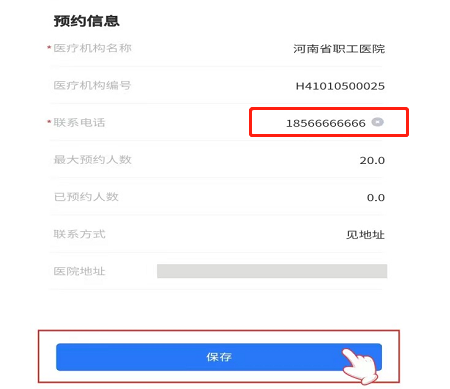 预约信息
*医疗机构名称 河南省职工医院
医疗机构编号 H41010500025
*联系电话 18566666666
最大预约人数 20.0
已预约人数 0.0
联系方式 见地址
医院地址
保存